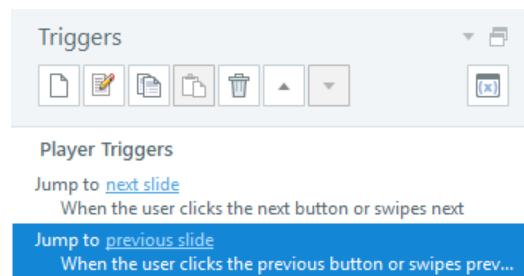 Triggers
(x)
Player Triggers
Jump to next slide
When the user clicks the next button or swipes next
Jump to previous slide
When the user clicks the previous button or swipes prev...